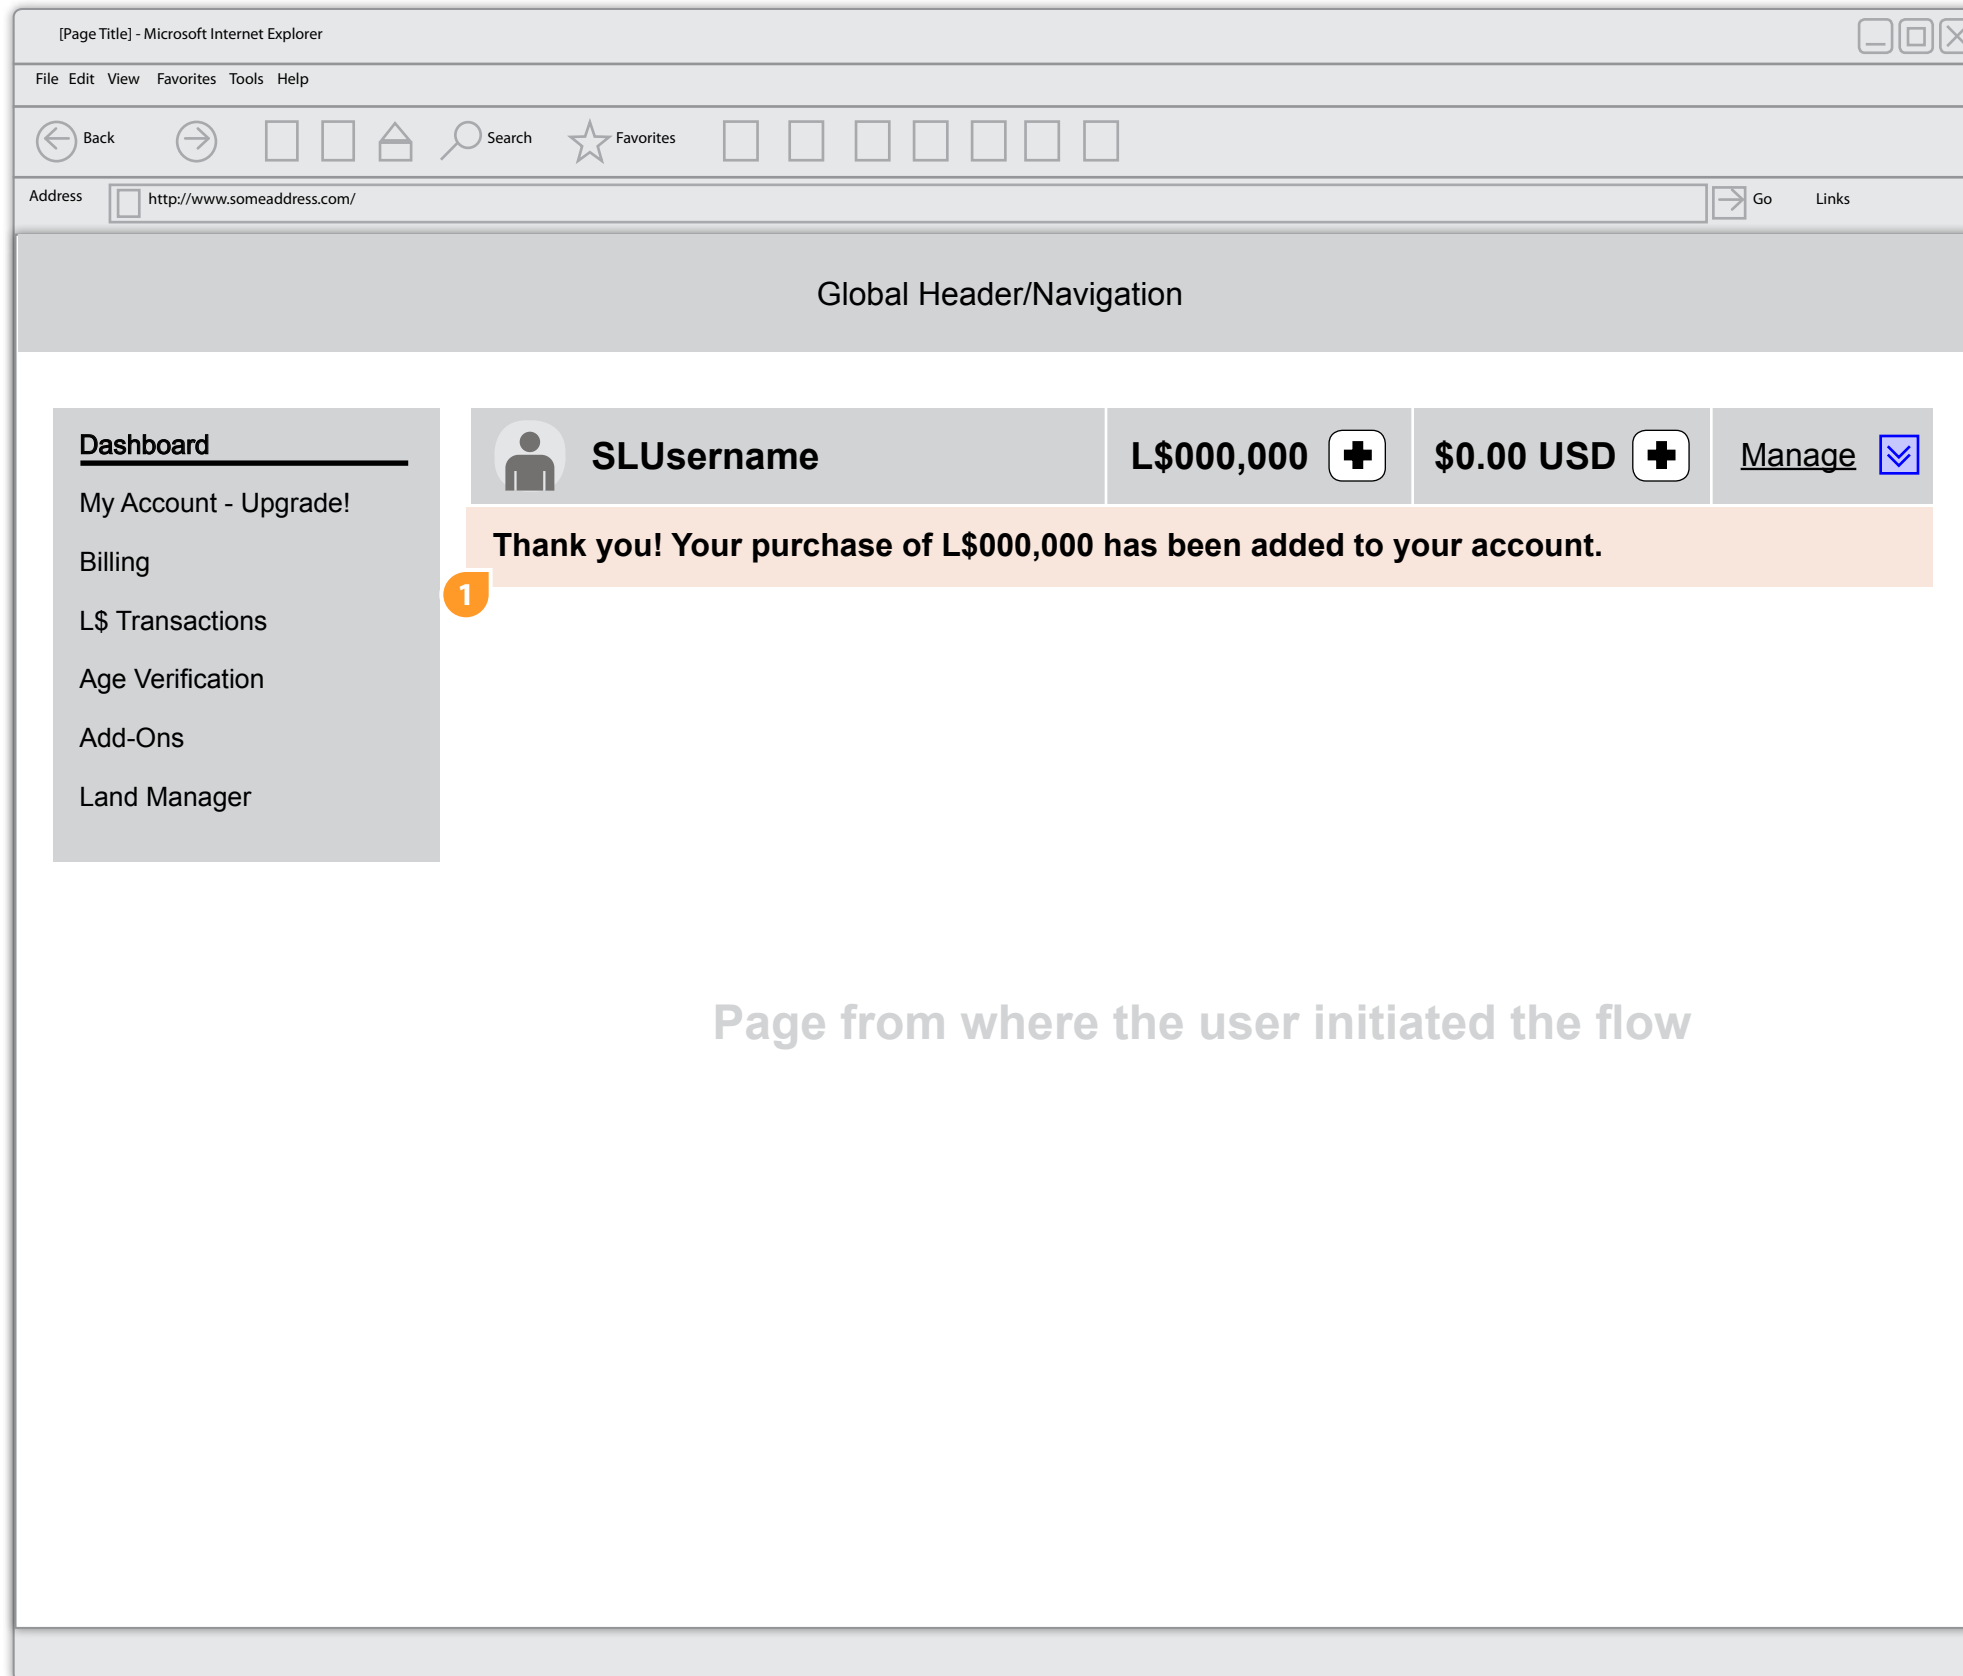 [Page Title] - Microsoft Internet Explorer
File Edit View Favorites Tools Help
Back Search Favorites
Address http://www.someaddress.com/ Go Links
Global Header/Navigation
Dashboard
My Account - Upgrade!
Billing
L$ Transactions
Age Verification
Add-Ons
Land Manager
SLUsername L$000,000 $0.00 USD Manage
Thank you! Your purchase of L$000,000 has been added to your account.
1
Page from where the user initiated the flow